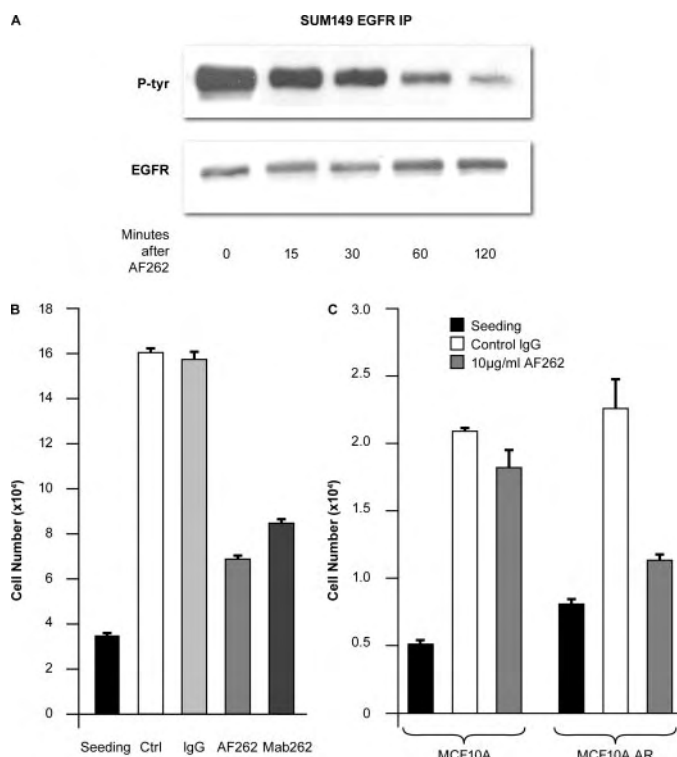 A
SUM149 EGFR IP
P-tyr
EGFR
Minutes
after
AF262
0 15 30 60 120
B
Cell Number (x10⁴)
18
16
14
12
10
8
6
4
2
0
Seeding Ctrl IgG AF262 Mab262
C
Seeding
Control IgG
10µg/ml AF262
Cell Number (x10⁴)
3.0
2.5
2.0
1.5
1.0
0.5
0
MCF10A MCF10A AR